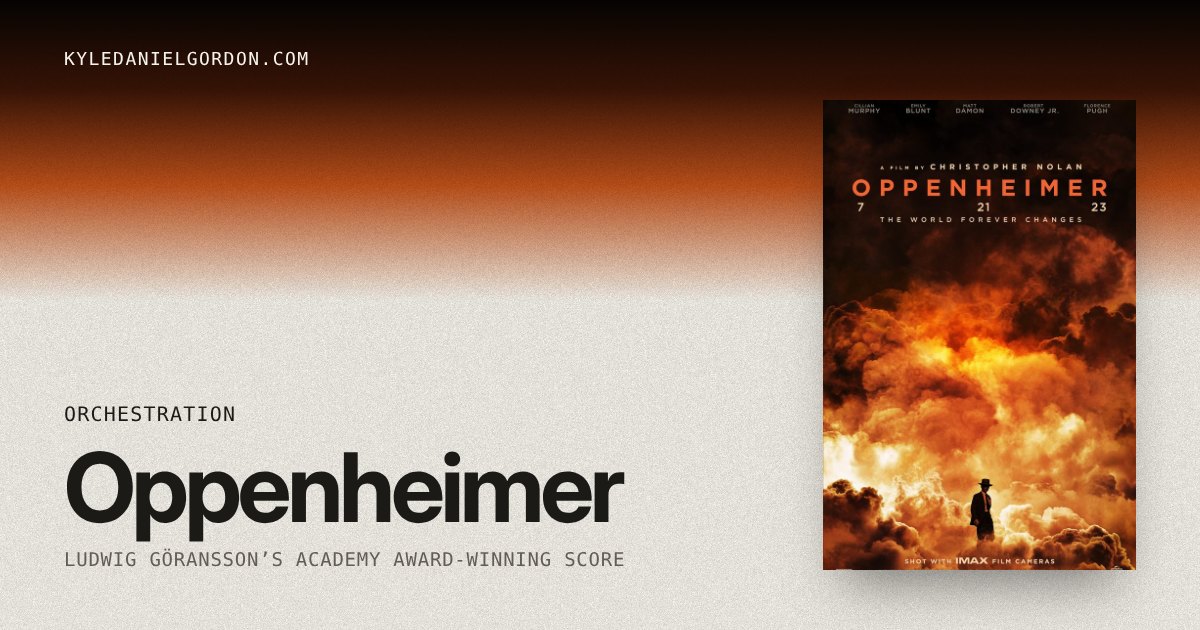 KYLEDANIELGORDON.COM
ORCHESTRATION
Oppenheimer
LUDWIG GÖRANSSON’S ACADEMY AWARD-WINNING SCORE
CILLIAN MURPHY EMILY BLUNT MATT DAMON ROBERT DOWNEY JR. FLORENCE PUGH
A FILM BY CHRISTOPHER NOLAN
OPPENHEIMER
7 21 23
THE WORLD FOREVER CHANGES
SHOT WITH IMAX FILM CAMERAS